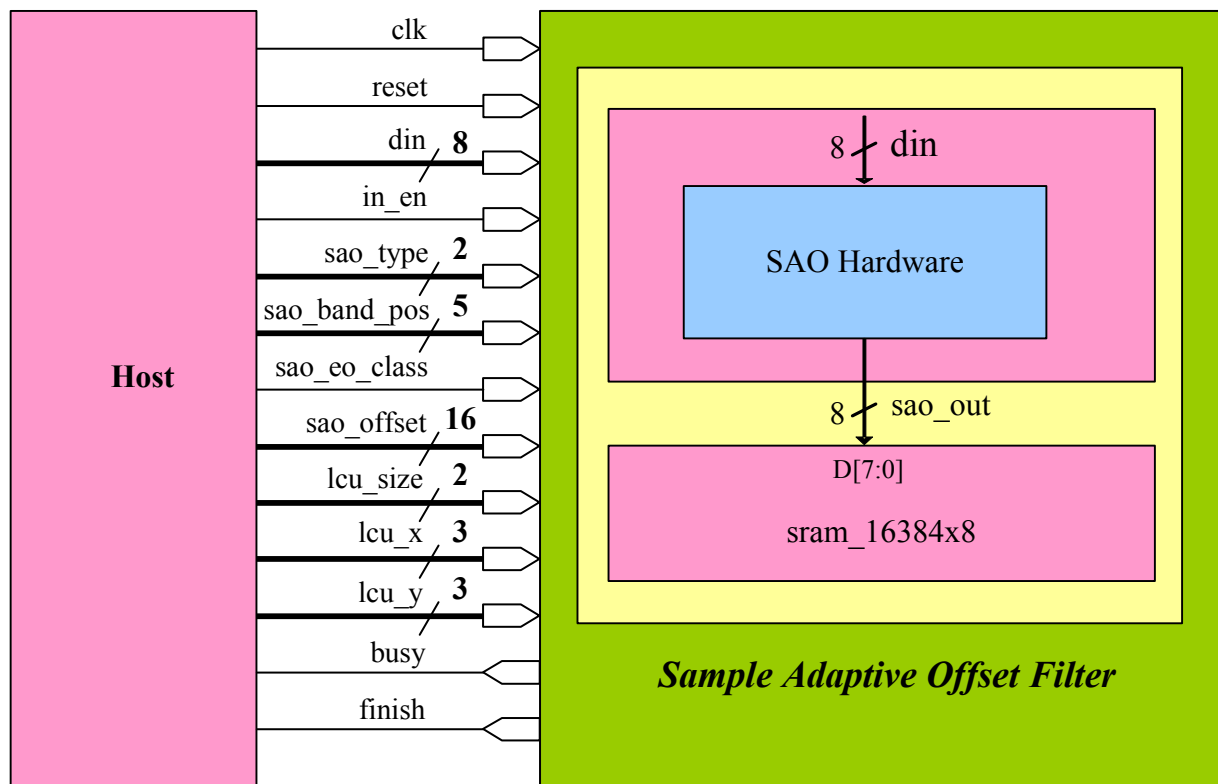 clk
reset
din 8
in_en
sao_type 2
sao_band_pos 5
sao_eo_class
sao_offset 16
lcu_size 2
lcu_x 3
lcu_y 3
busy
finish
Host
8 din
SAO Hardware
8 sao_out
D[7:0]
sram_16384x8
Sample Adaptive Offset Filter